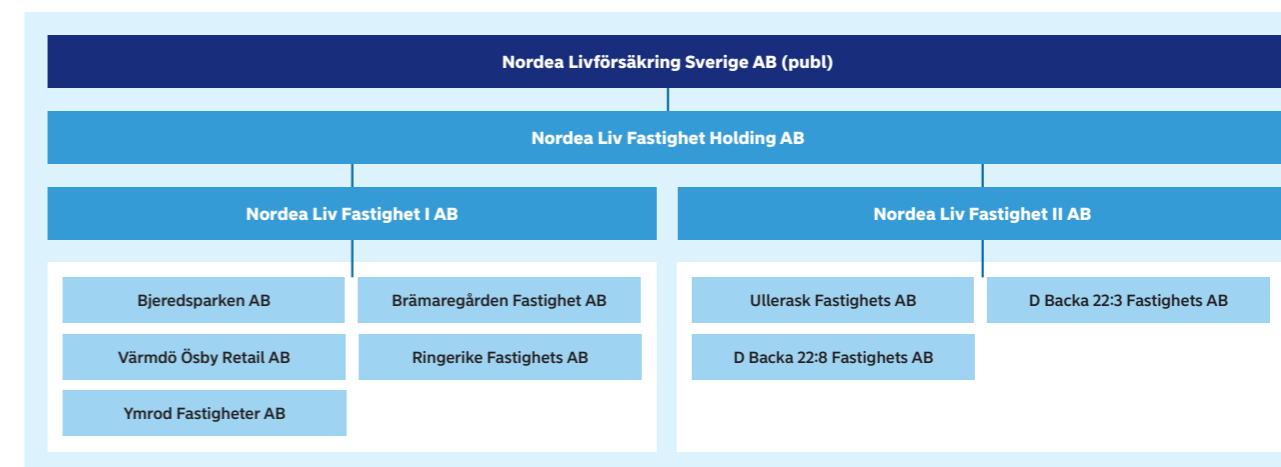 Nordea Livförsäkring Sverige AB (publ)
Nordea Liv Fastighet Holding AB
Nordea Liv Fastighet I AB
Nordea Liv Fastighet II AB
Bjeredsparken AB
Brämaregården Fastighet AB
Värmdö Ösby Retail AB
Ringerike Fastighets AB
Ymrod Fastigheter AB
Ullerask Fastighets AB
D Backa 22:3 Fastighets AB
D Backa 22:8 Fastighets AB